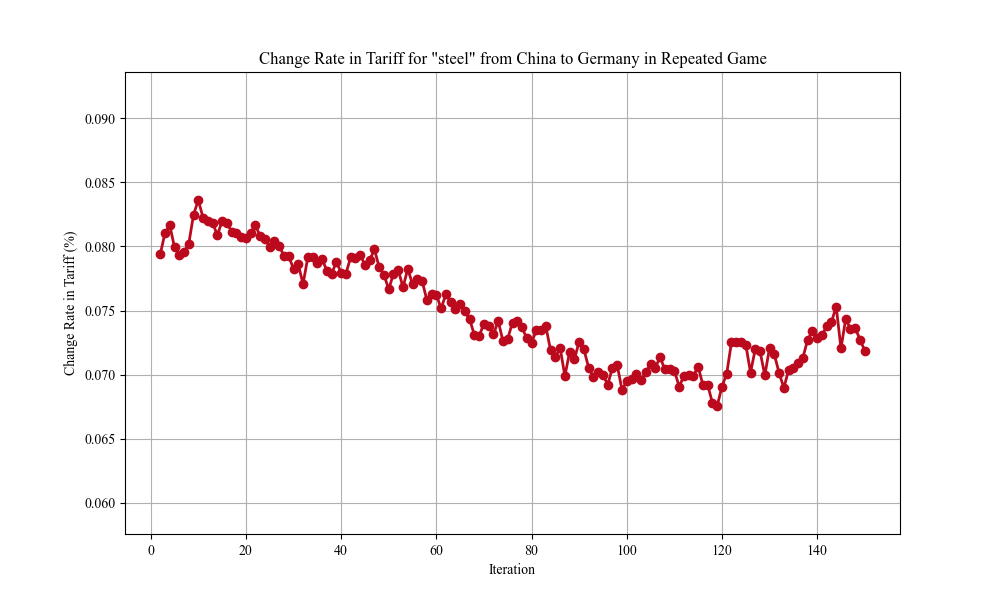 Change Rate in Tariff for "steel" from China to Germany in Repeated Game
Change Rate in Tariff (%)
0.090
0.085
0.080
0.075
0.070
0.065
0.060
0 20 40 60 80 100 120 140
Iteration